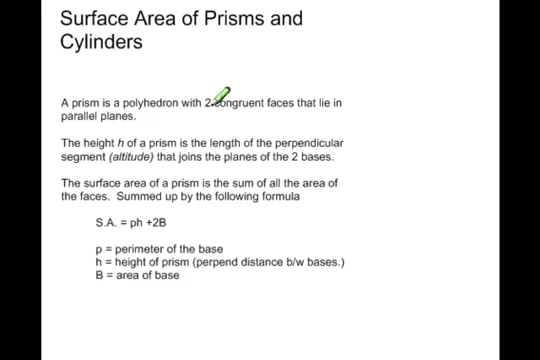 Surface Area of Prisms and
Cylinders
A prism is a polyhedron with 2 congruent faces that lie in
parallel planes.
The height h of a prism is the length of the perpendicular
segment (altitude) that joins the planes of the 2 bases.
The surface area of a prism is the sum of all the area of
the faces. Summed up by the following formula
S.A. = ph +2B
p = perimeter of the base
h = height of prism (perpend distance b/w bases.)
B = area of base